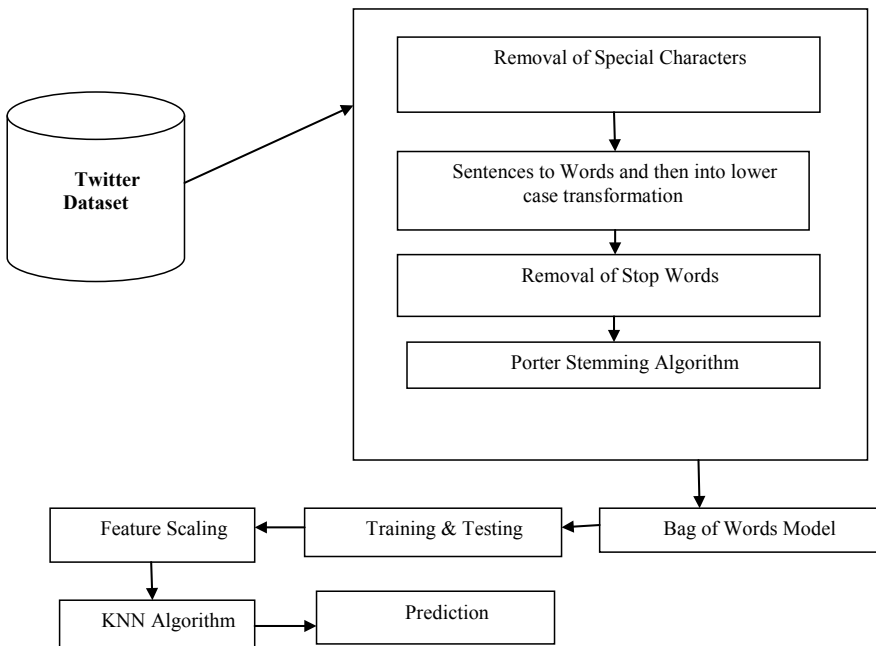 Twitter
Dataset
Removal of Special Characters
Sentences to Words and then into lower
case transformation
Removal of Stop Words
Porter Stemming Algorithm
Bag of Words Model
Training & Testing
Feature Scaling
KNN Algorithm
Prediction